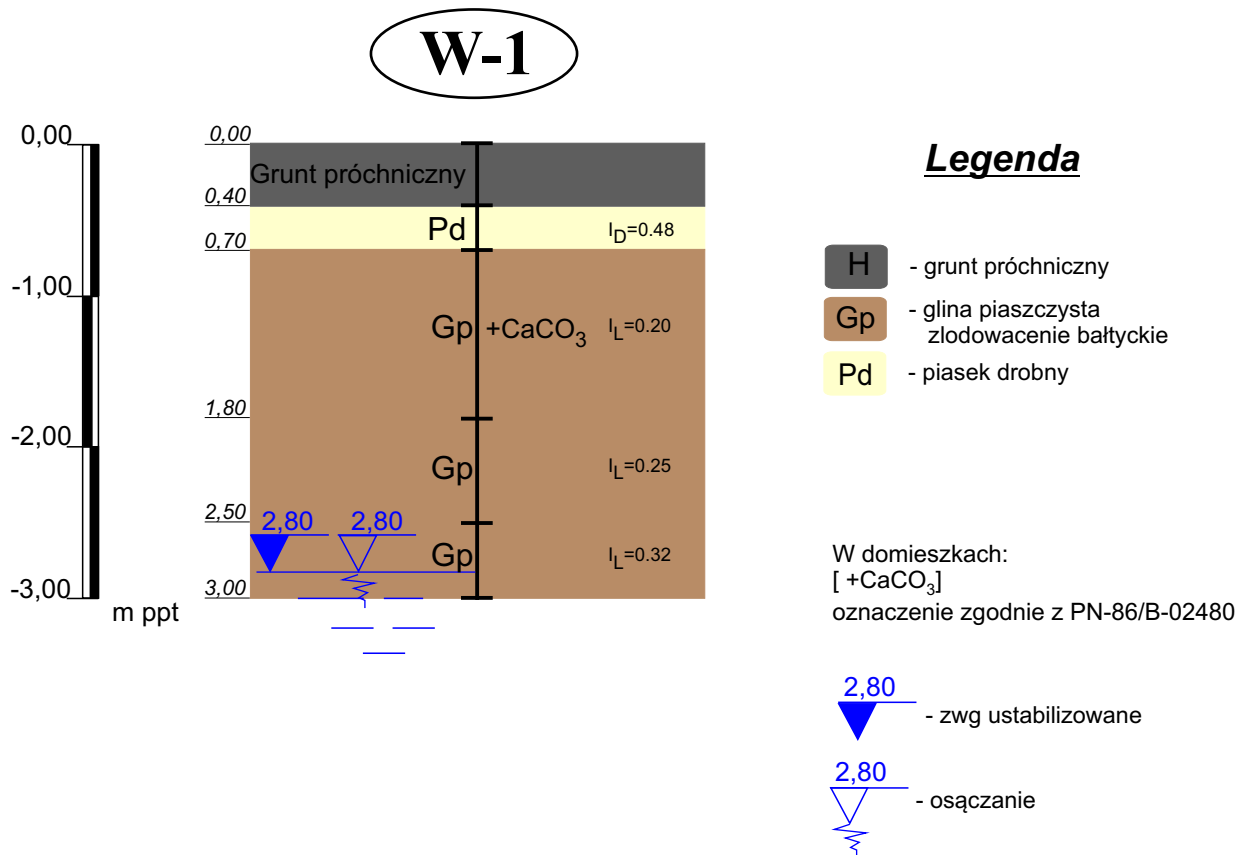 W-1
0,00
-1,00
-2,00
-3,00
m ppt
0,00
0,40
0,70
1,80
2,50
3,00
Grunt próchniczny
Pd
I_D=0.48
Gp +CaCO₃
I_L=0.20
Gp
I_L=0.25
2,80 2,80
Gp
I_L=0.32
Legenda
H - grunt próchniczny
Gp - glina piaszczysta
zlodowacenie bałtyckie
Pd - piasek drobny
W domieszkach:
[ +CaCO₃]
oznaczenie zgodnie z PN-86/B-02480
2,80
- zwg ustabilizowane
2,80
- osączanie